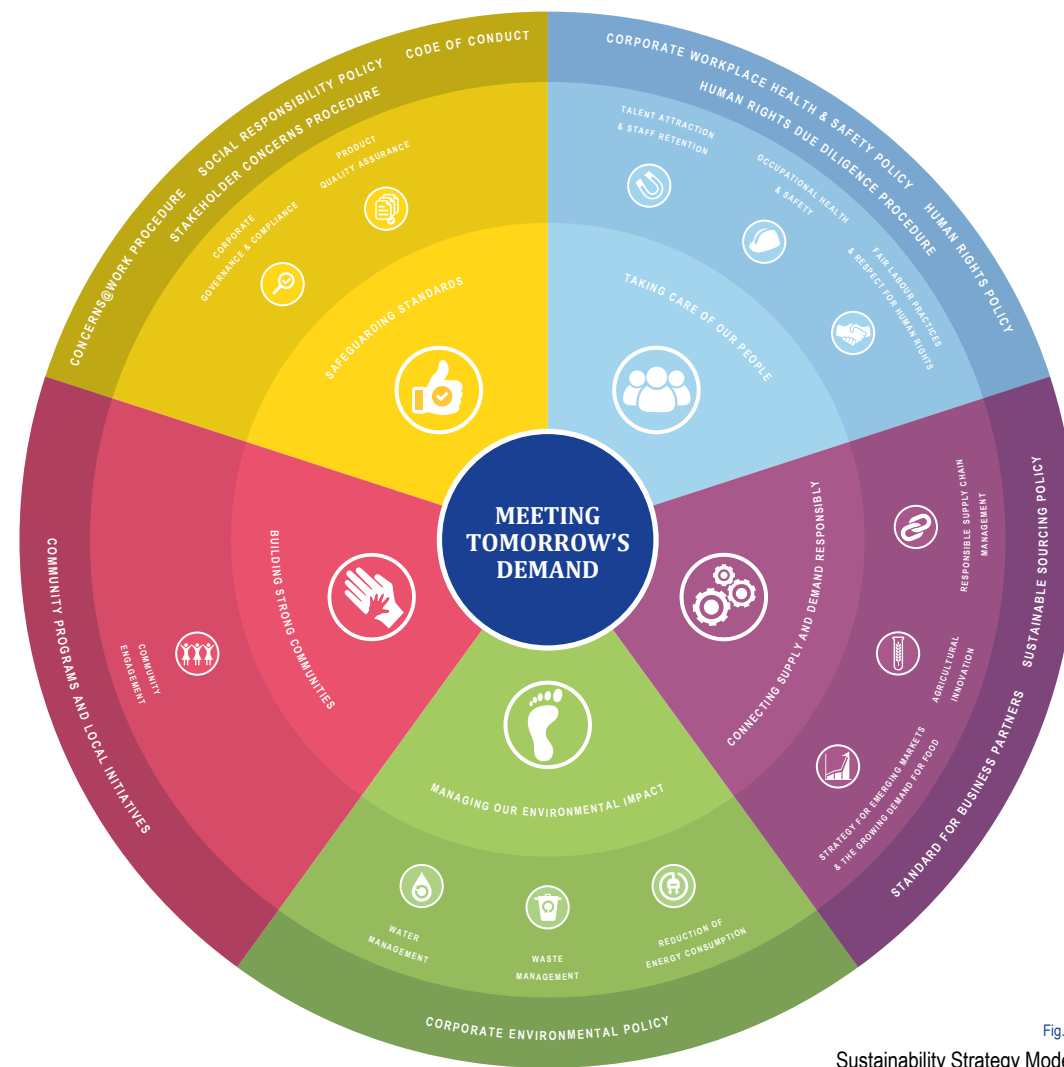 MEETING
TOMORROW'S
DEMAND
SAFEGUARDING STANDARDS
CORPORATE
GOVERNANCE & COMPLIANCE
PRODUCT
QUALITY ASSURANCE
CONCERNS@WORK PROCEDURE
SOCIAL RESPONSIBILITY POLICY
CODE OF CONDUCT
STAKEHOLDER CONCERNS PROCEDURE
TAKING CARE OF OUR PEOPLE
TALENT ATTRACTION
& STAFF RETENTION
OCCUPATIONAL HEALTH
& SAFETY
FAIR LABOUR PRACTICES
& RESPECT FOR HUMAN RIGHTS
CORPORATE WORKPLACE HEALTH & SAFETY POLICY
HUMAN RIGHTS POLICY
HUMAN RIGHTS DUE DILIGENCE PROCEDURE
CONNECTING SUPPLY AND DEMAND RESPONSIBLY
RESPONSIBLE SUPPLY CHAIN
MANAGEMENT
AGRICULTURAL
INNOVATION
STRATEGY FOR EMERGING MARKETS
& THE GROWING DEMAND FOR FOOD
STANDARD FOR BUSINESS PARTNERS
SUSTAINABLE SOURCING POLICY
MANAGING OUR ENVIRONMENTAL IMPACT
WATER
MANAGEMENT
WASTE
MANAGEMENT
REDUCTION OF
ENERGY CONSUMPTION
CORPORATE ENVIRONMENTAL POLICY
BUILDING STRONG COMMUNITIES
COMMUNITY
ENGAGEMENT
COMMUNITY PROGRAMS AND LOCAL INITIATIVES
Fig.
Sustainability Strategy Mode